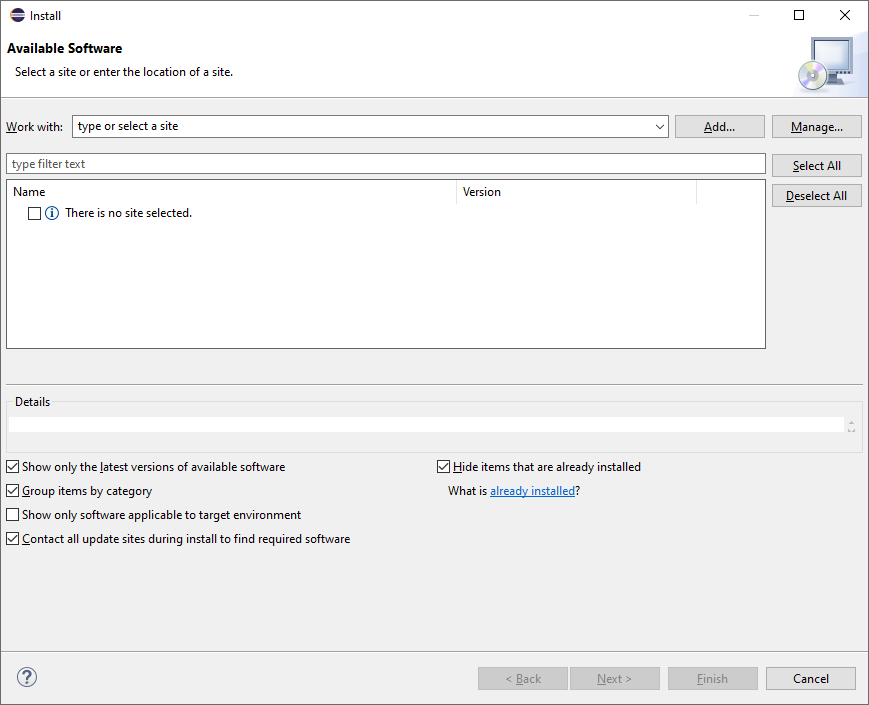 Install
Available Software
Select a site or enter the location of a site.
Work with: type or select a site Add... Manage...
type filter text Select All
Name Version Deselect All
There is no site selected.
Details
Show only the latest versions of available software Hide items that are already installed
Group items by category What is already installed?
Show only software applicable to target environment
Contact all update sites during install to find required software
? < Back Next > Finish Cancel